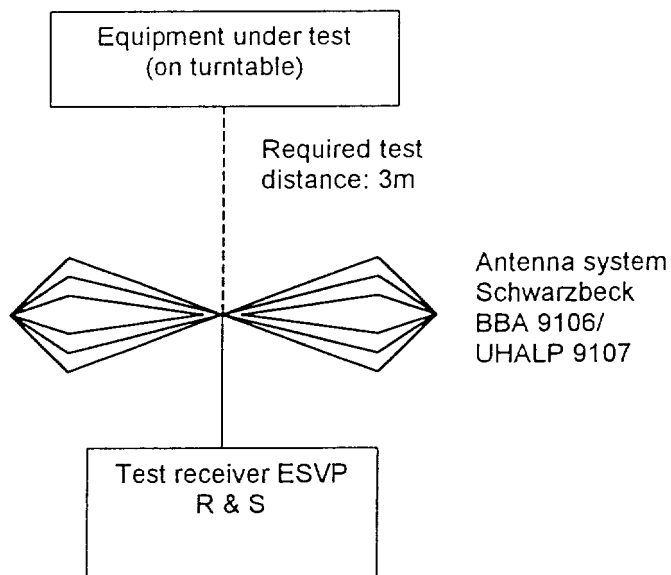 Equipment under test
(on turntable)
Required test
distance: 3m
Antenna system
Schwarzbeck
BBA 9106/
UHALP 9107
Test receiver ESVP
R & S